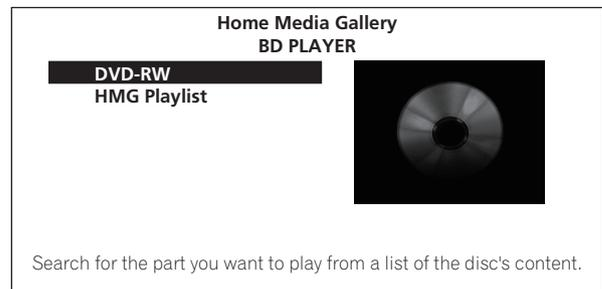 Home Media Gallery
BD PLAYER
DVD-RW
HMG Playlist
Search for the part you want to play from a list of the disc's content.